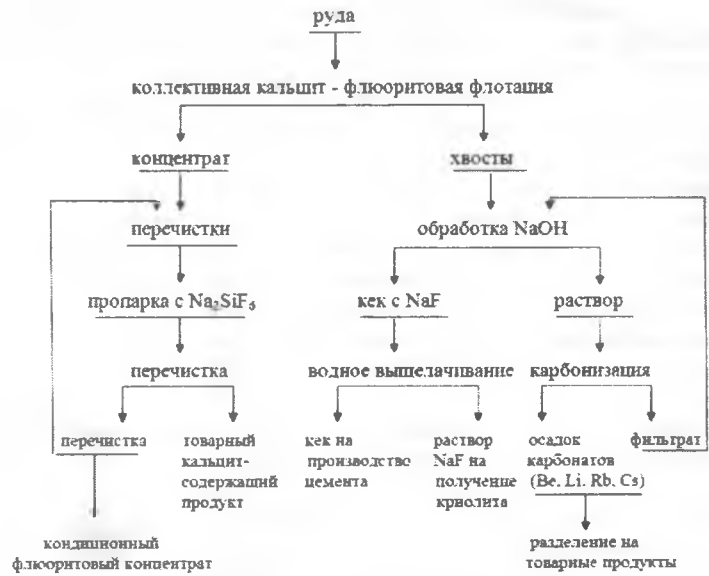 руда
коллективная кальцит - флюоритовая флотация
концентрат
хвосты
перечистки
обработка NaOH
пропарка с Na₂SiF₆
кек с NaF
раствор
перечистка
водное выщелачивание
карбонизация
перечистка
товарный
кальцит-
содержащий
продукт
кек на
производство
цемента
раствор
NaF на
получение
криолита
осадок
карбонатов
(Be, Li, Rb, Cs)
фильтрат
кондиционный
флюоритовый концентрат
разделение на
товарные продукты